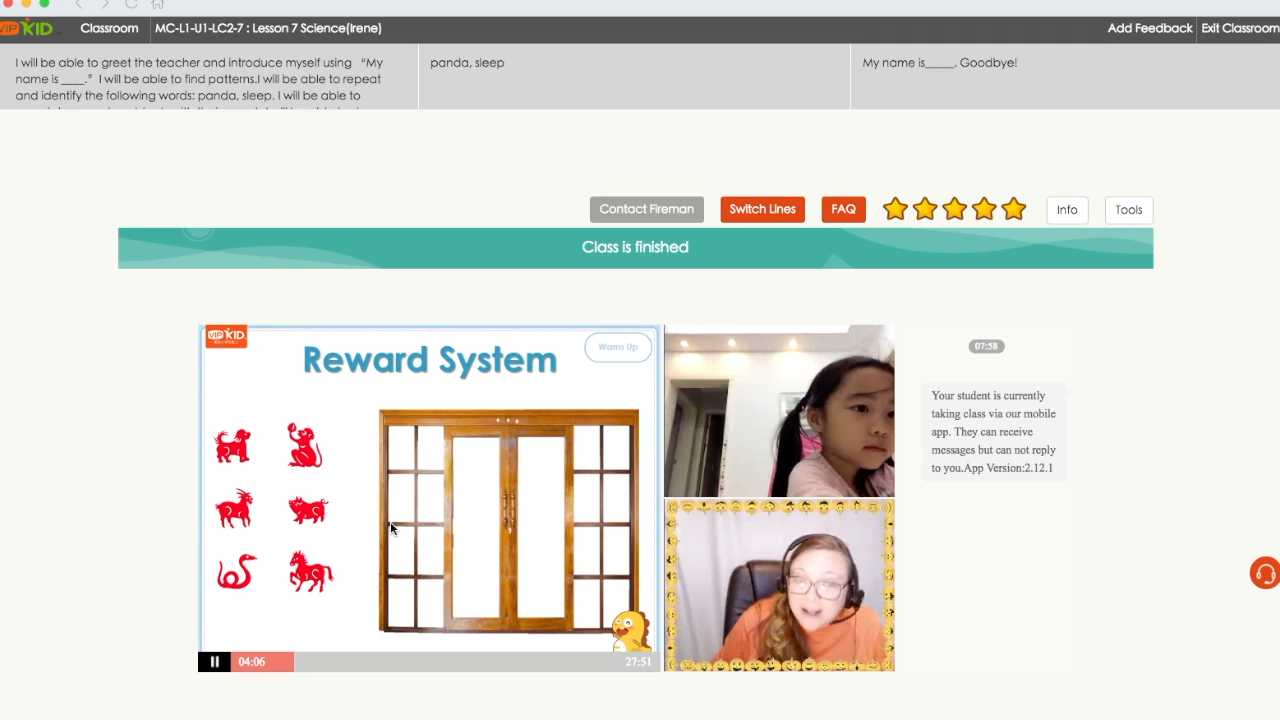 VIPKID Classroom MC-L1-U1-LC2-7 : Lesson 7 Science(Irene) Add Feedback Exit Classroom
I will be able to greet the teacher and introduce myself using “My
name is ____.” I will be able to find patterns.I will be able to repeat
and identify the following words: panda, sleep. I will be able to
panda, sleep
My name is_____. Goodbye!
Contact Fireman Switch Lines FAQ Info Tools
Class is finished
VIPKID
Reward System
Warm Up
07:58
Your student is currently
taking class via our mobile
app. They can receive
messages but can not reply
to you.App Version:2.12.1
04:06 27:51